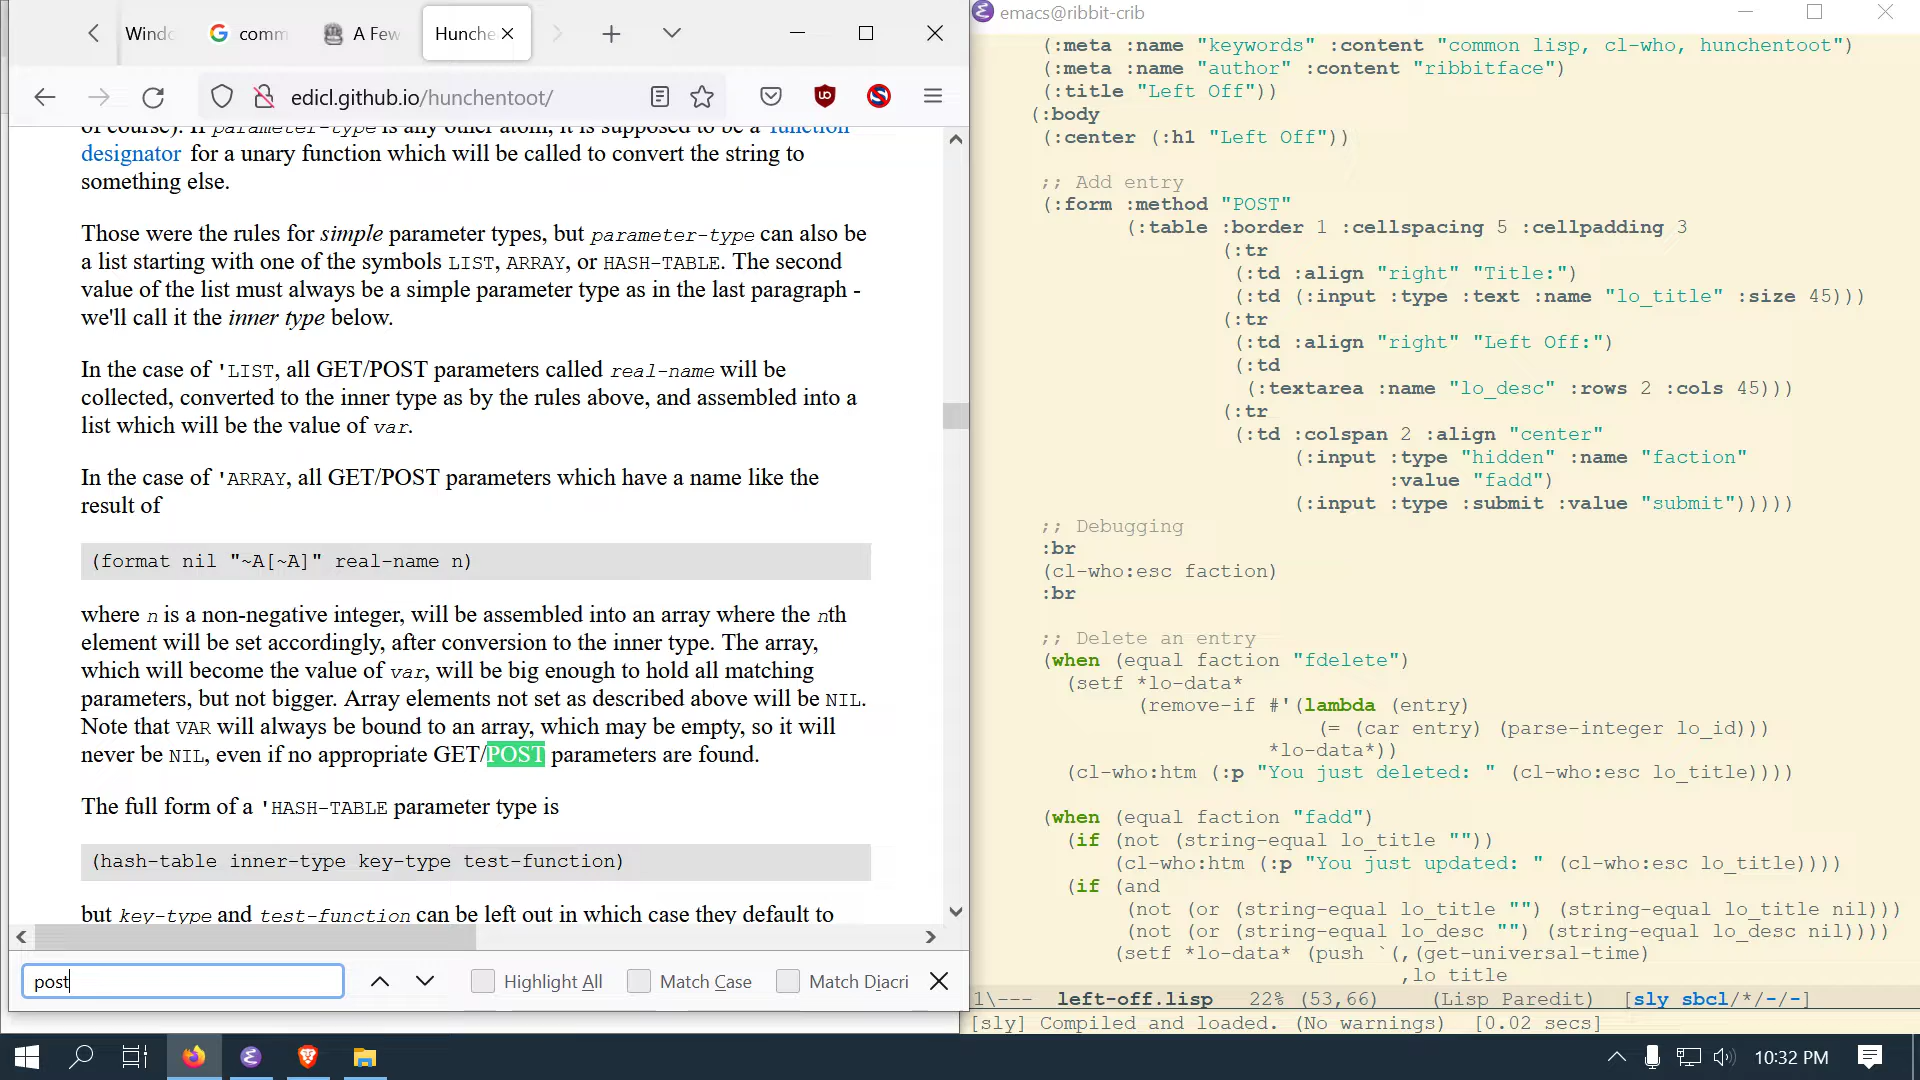 Windo
comm
A Few
Hunche
edicl.github.io/hunchentoot/
of course). If parameter-type is any other atom, it is supposed to be a function
designator for a unary function which will be called to convert the string to
something else.
Those were the rules for simple parameter types, but parameter-type can also be
a list starting with one of the symbols LIST, ARRAY, or HASH-TABLE. The second
value of the list must always be a simple parameter type as in the last paragraph -
we'll call it the inner type below.
In the case of 'LIST, all GET/POST parameters called real-name will be
collected, converted to the inner type as by the rules above, and assembled into a
list which will be the value of var.
In the case of 'ARRAY, all GET/POST parameters which have a name like the
result of
(format nil "~A[~A]" real-name n)
where n is a non-negative integer, will be assembled into an array where the nth
element will be set accordingly, after conversion to the inner type. The array,
which will become the value of var, will be big enough to hold all matching
parameters, but not bigger. Array elements not set as described above will be NIL.
Note that VAR will always be bound to an array, which may be empty, so it will
never be NIL, even if no appropriate GET/POST parameters are found.
The full form of a 'HASH-TABLE parameter type is
(hash-table inner-type key-type test-function)
but key-type and test-function can be left out in which case they default to
post
Highlight All
Match Case
Match Diacri
emacs@ribbit-crib
(:meta :name "keywords" :content "common lisp, cl-who, hunchentoot")
(:meta :name "author" :content "ribbitface")
(:title "Left Off"))
(:body
(:center (:h1 "Left Off"))
;; Add entry
(:form :method "POST"
(:table :border 1 :cellspacing 5 :cellpadding 3
(:tr
(:td :align "right" "Title:")
(:td (:input :type :text :name "lo_title" :size 45)))
(:tr
(:td :align "right" "Left Off:")
(:td
(:textarea :name "lo_desc" :rows 2 :cols 45)))
(:tr
(:td :colspan 2 :align "center"
(:input :type "hidden" :name "faction"
:value "fadd")
(:input :type :submit :value "submit")))))
;; Debugging
:br
(cl-who:esc faction)
:br
;; Delete an entry
(when (equal faction "fdelete")
(setf *lo-data*
(remove-if #'(lambda (entry)
(= (car entry) (parse-integer lo_id)))
*lo-data*))
(cl-who:htm (:p "You just deleted: " (cl-who:esc lo_title))))
(when (equal faction "fadd")
(if (not (string-equal lo_title ""))
(cl-who:htm (:p "You just updated: " (cl-who:esc lo_title))))
(if (and
(not (or (string-equal lo_title "") (string-equal lo_title nil)))
(not (or (string-equal lo_desc "") (string-equal lo_desc nil))))
(setf *lo-data* (push `(,(get-universal-time)
,lo_title
1\--- left-off.lisp 22% (53,66) (Lisp Paredit) [sly sbcl/*/-/-]
[sly] Compiled and loaded. (No warnings) [0.02 secs]
10:32 PM